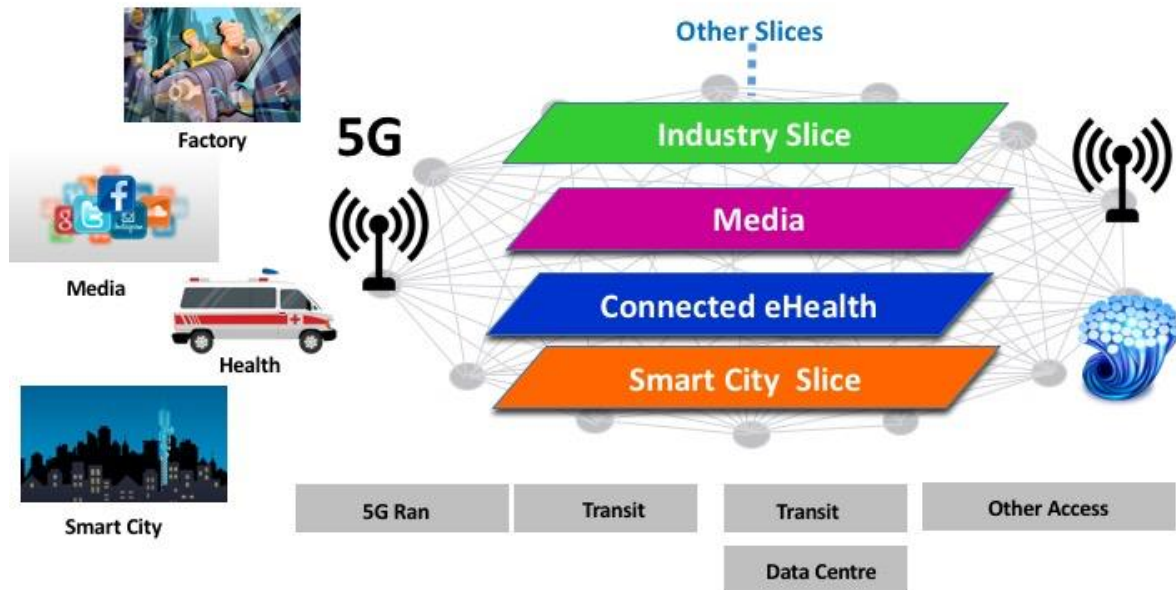 Other Slices
Factory
5G
Industry Slice
Media
g
f
Instagram
Media
Connected eHealth
Health
Smart City Slice
Smart City
5G Ran
Transit
Transit
Other Access
Data Centre